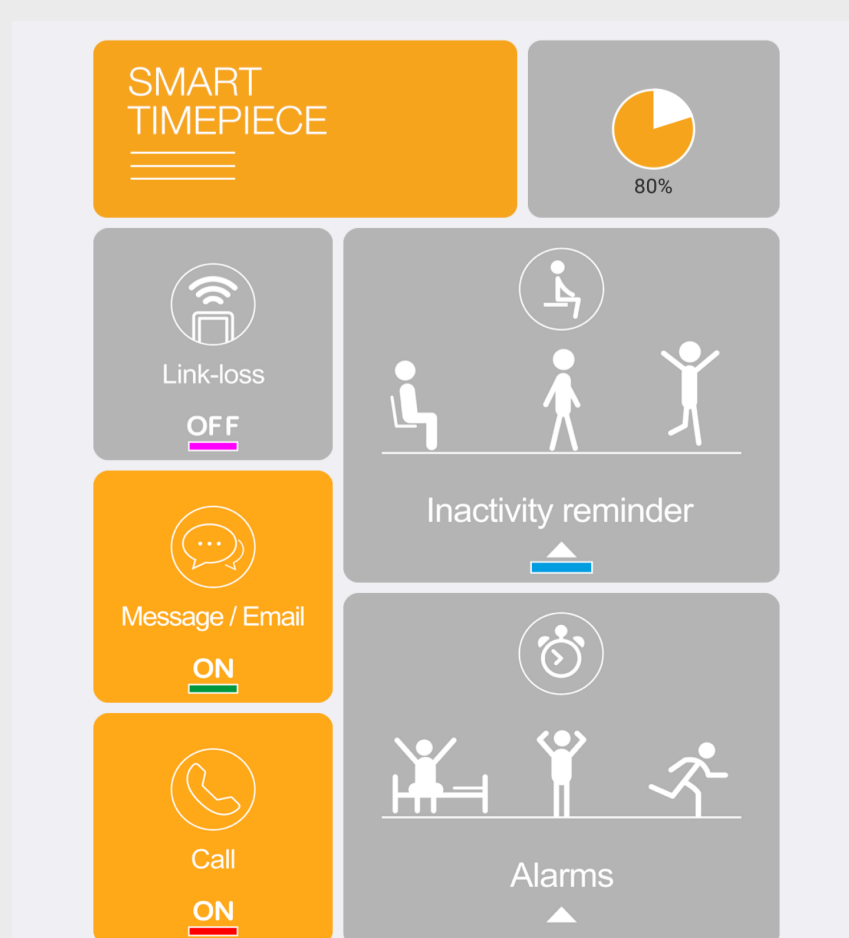 SMART
TIMEPIECE
80%
Link-loss
OFF
Inactivity reminder
Message / Email
ON
Call
ON
Alarms